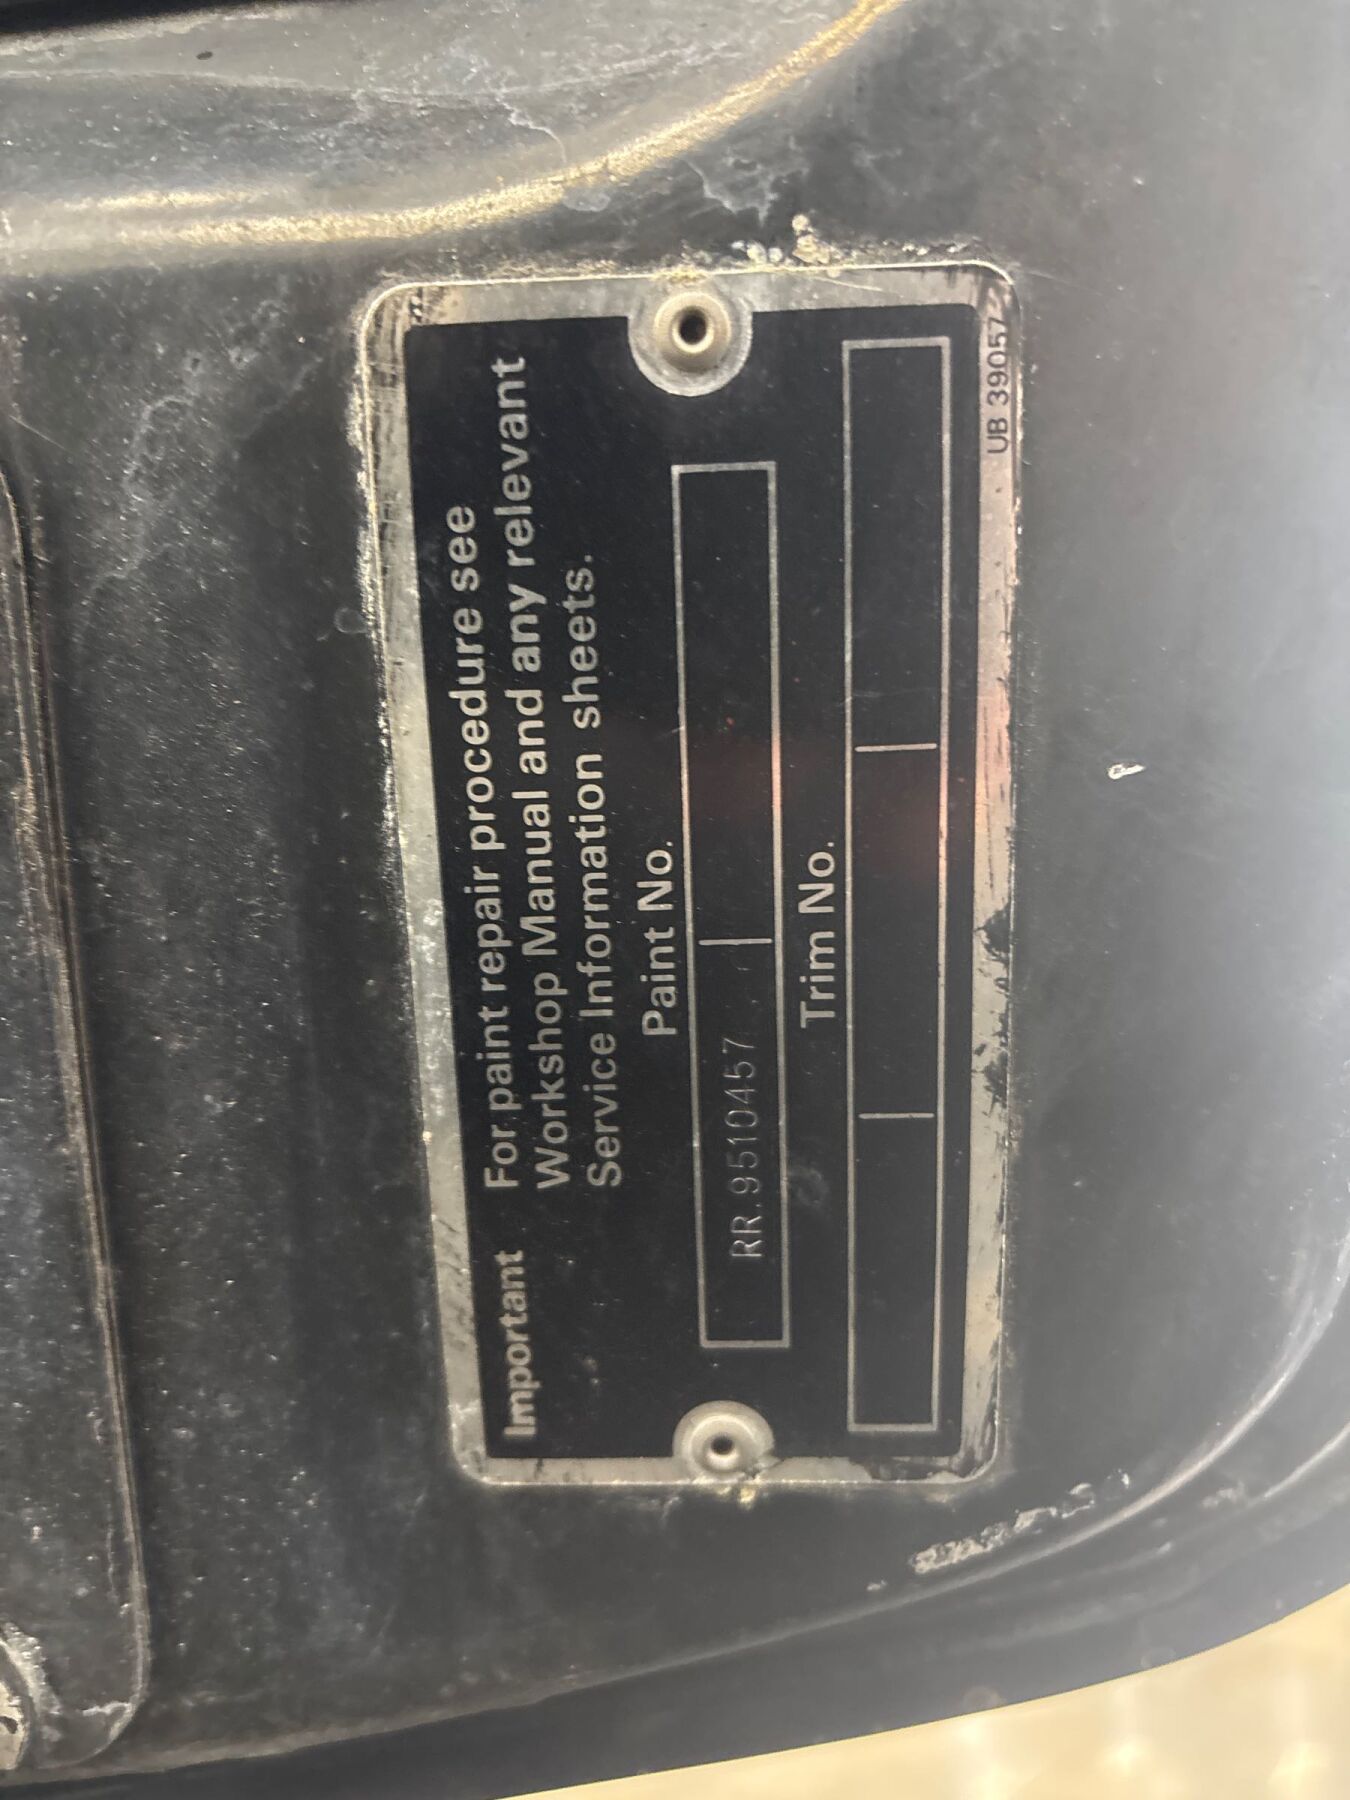 Important For paint repair procedure see
Workshop Manual and any relevant
Service Information sheets.
Paint No.
RR.9510457
Trim No.
UB 39057